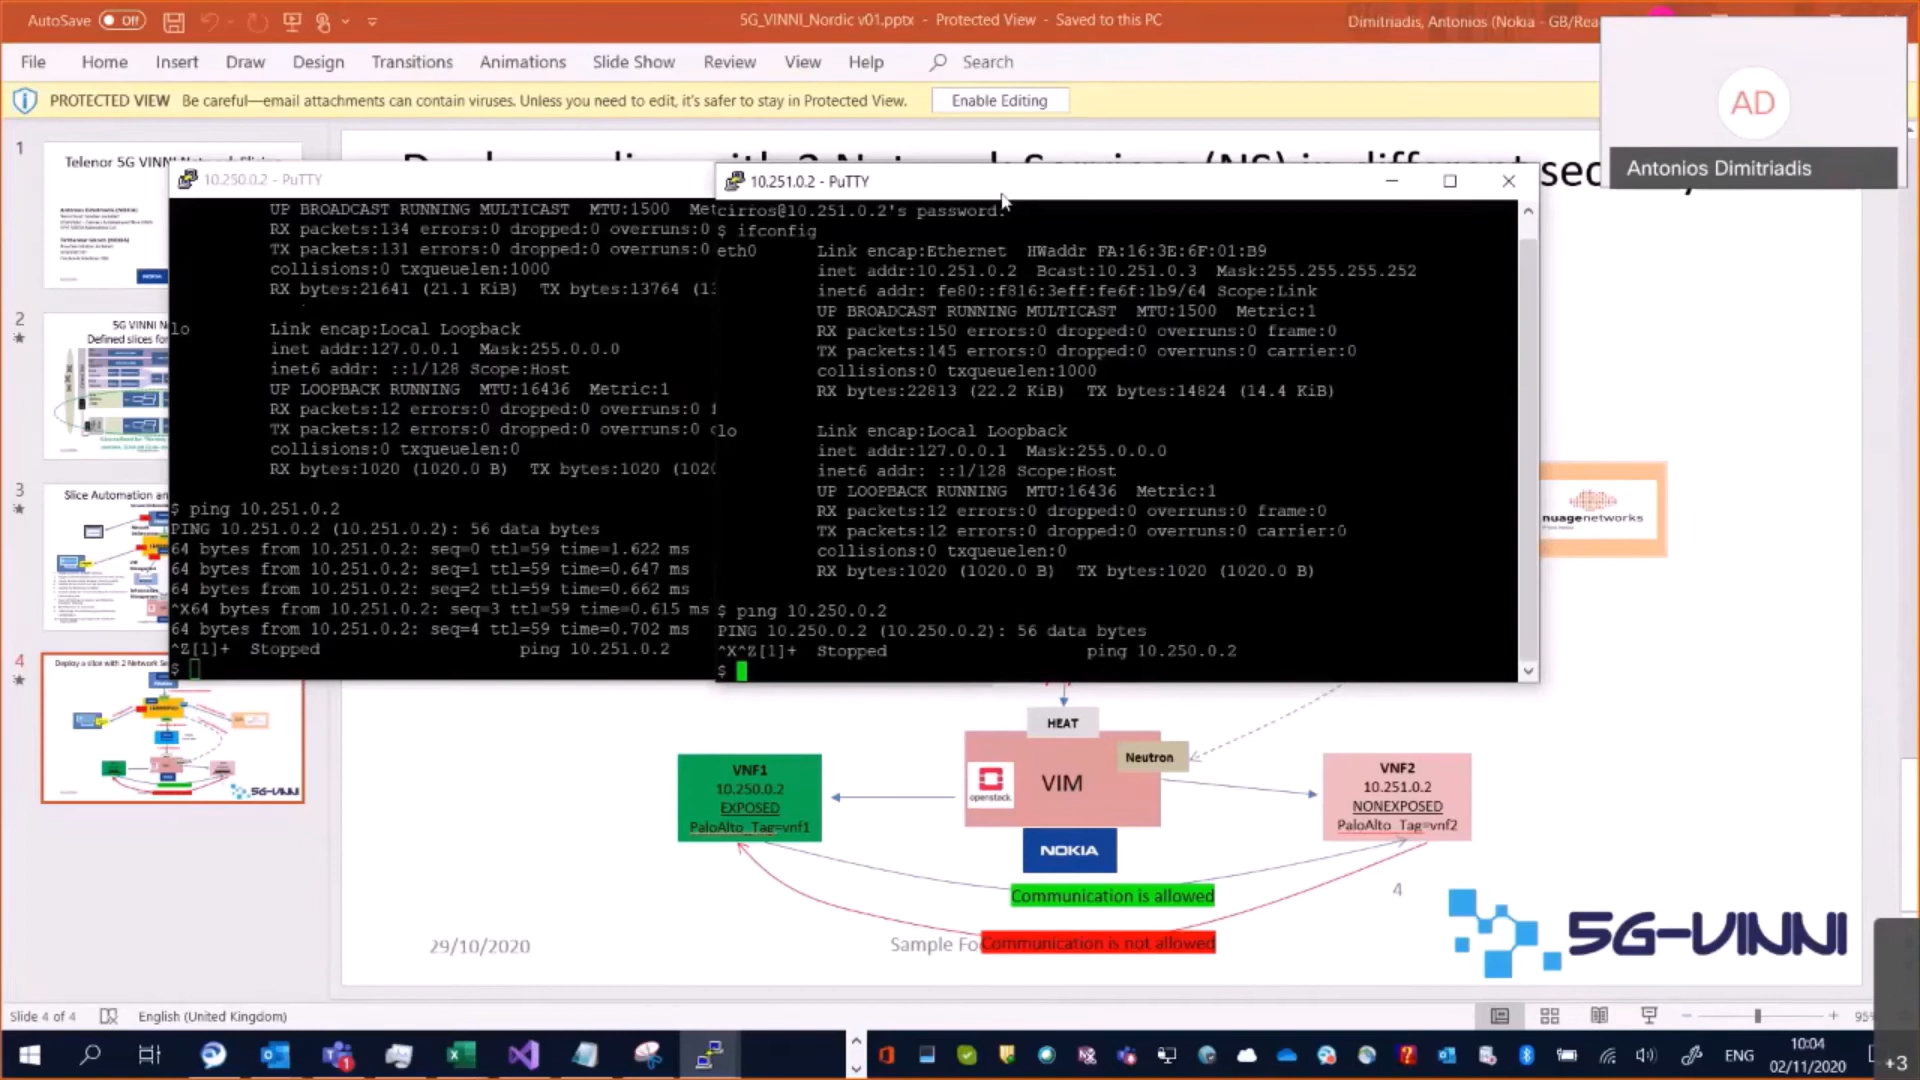 AutoSave Off
5G_VINNI_Nordic v01.pptx - Protected View - Saved to this PC
Dimitriadis, Antonios (Nokia - GB/Rea
File Home Insert Draw Design Transitions Animations Slide Show Review View Help Search
PROTECTED VIEW Be careful—email attachments can contain viruses. Unless you need to edit, it's safer to stay in Protected View. Enable Editing
AD
Antonios Dimitriadis
1
Telenor 5G VINNI
2
Defined slices for
3
Slice Automation an
4
Deploy a slice with 2 Network Se
5G-VINNI
10.250.0.2 - PuTTY
UP BROADCAST RUNNING MULTICAST MTU:1500 Met
RX packets:134 errors:0 dropped:0 overruns:0
TX packets:131 errors:0 dropped:0 overruns:0
collisions:0 txqueuelen:1000
RX bytes:21641 (21.1 KiB) TX bytes:13764 (13
lo Link encap:Local Loopback
inet addr:127.0.0.1 Mask:255.0.0.0
inet6 addr: ::1/128 Scope:Host
UP LOOPBACK RUNNING MTU:16436 Metric:1
RX packets:12 errors:0 dropped:0 overruns:0 f
TX packets:12 errors:0 dropped:0 overruns:0 c
collisions:0 txqueuelen:0
RX bytes:1020 (1020.0 B) TX bytes:1020 (1020
$ ping 10.251.0.2
PING 10.251.0.2 (10.251.0.2): 56 data bytes
64 bytes from 10.251.0.2: seq=0 ttl=59 time=1.622 ms
64 bytes from 10.251.0.2: seq=1 ttl=59 time=0.647 ms
64 bytes from 10.251.0.2: seq=2 ttl=59 time=0.662 ms
^X64 bytes from 10.251.0.2: seq=3 ttl=59 time=0.615 ms
64 bytes from 10.251.0.2: seq=4 ttl=59 time=0.702 ms
^Z[1]+ Stopped ping 10.251.0.2
$
10.251.0.2 - PuTTY
cirros@10.251.0.2's password:
$ ifconfig
eth0 Link encap:Ethernet HWaddr FA:16:3E:6F:01:B9
inet addr:10.251.0.2 Bcast:10.251.0.3 Mask:255.255.255.252
inet6 addr: fe80::f816:3eff:fe6f:1b9/64 Scope:Link
UP BROADCAST RUNNING MULTICAST MTU:1500 Metric:1
RX packets:150 errors:0 dropped:0 overruns:0 frame:0
TX packets:145 errors:0 dropped:0 overruns:0 carrier:0
collisions:0 txqueuelen:1000
RX bytes:22813 (22.2 KiB) TX bytes:14824 (14.4 KiB)
lo Link encap:Local Loopback
inet addr:127.0.0.1 Mask:255.0.0.0
inet6 addr: ::1/128 Scope:Host
UP LOOPBACK RUNNING MTU:16436 Metric:1
RX packets:12 errors:0 dropped:0 overruns:0 frame:0
TX packets:12 errors:0 dropped:0 overruns:0 carrier:0
collisions:0 txqueuelen:0
RX bytes:1020 (1020.0 B) TX bytes:1020 (1020.0 B)
$ ping 10.250.0.2
PING 10.250.0.2 (10.250.0.2): 56 data bytes
^X^Z[1]+ Stopped ping 10.250.0.2
$
nuagenetworks
HEAT
Neutron
VIM
openstack.
NOKIA
VNF1
10.250.0.2
EXPOSED
PaloAlto_Tag=vnf1
VNF2
10.251.0.2
NONEXPOSED
PaloAlto_Tag=vnf2
Communication is allowed
Communication is not allowed
29/10/2020
Sample Fo
4
5G-VINNI
Slide 4 of 4 English (United Kingdom)
95%
ENG
10:04
02/11/2020
+3